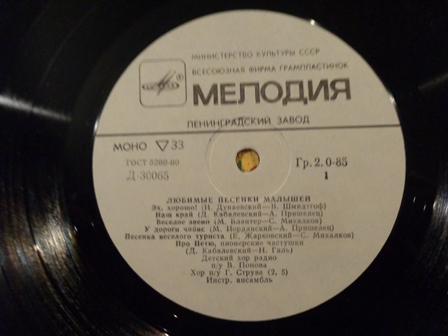 МИНИСТЕРСТВО КУЛЬТУРЫ СССР
ВСЕСОЮЗНАЯ ФИРМА ГРАМПЛАСТИНОК
МЕЛОДИЯ
ЛЕНИНГРАДСКИЙ ЗАВОД
МОНО ▽33
ГОСТ 5289-80
Д-30065
Гр. 2. 0-85
1
ЛЮБИМЫЕ ПЕСЕНКИ МАЛЫШЕЙ
Эх, хорошо! (И. Дунаевский—В. Шмидтгоф)
Наш край (Д. Кабалевский—А. Пришелец)
Веселое звено (М. Блантер—С. Михалков)
У дороги чибис (М. Иорданский—А. Пришелец)
Песенка веселого туриста (Е. Жарковский—С. Михалков)
Про Петю, пионерские частушки
(Д. Кабалевский—Н. Галь)
Детский хор радио
п/у В. Попова
Хор п/у Г. Струве (2, 5)
Инстр. ансамбль